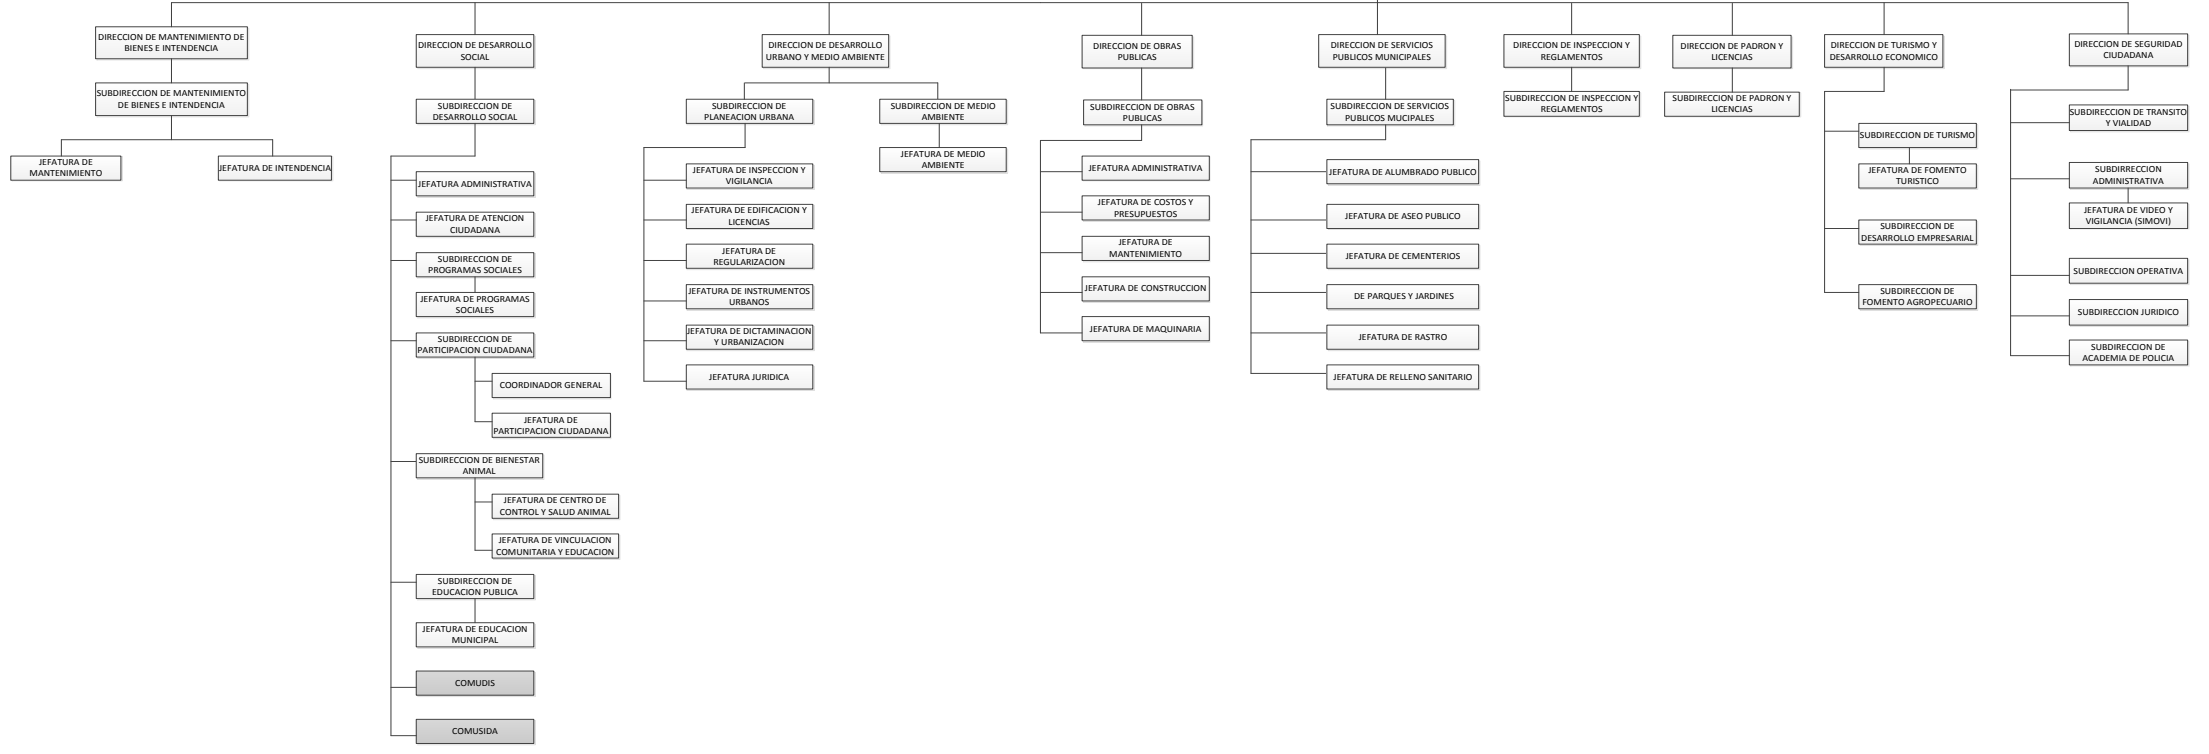 DIRECCION DE MANTENIMIENTO DE
BIENES E INTENDENCIA
SUBDIRECCION DE MANTENIMIENTO
DE BIENES E INTENDENCIA
JEFATURA DE
MANTENIMIENTO
JEFATURA DE INTENDENCIA
DIRECCION DE DESARROLLO
SOCIAL
SUBDIRECCION DE
DESARROLLO SOCIAL
JEFATURA ADMINISTRATIVA
JEFATURA DE ATENCION
CIUDADANA
SUBDIRECCION DE
PROGRAMAS SOCIALES
JEFATURA DE PROGRAMAS
SOCIALES
SUBDIRECCION DE
PARTICIPACION CIUDADANA
COORDINADOR GENERAL
JEFATURA DE
PARTICIPACION CIUDADANA
SUBDIRECCION DE BIENESTAR
ANIMAL
JEFATURA DE CENTRO DE
CONTROL Y SALUD ANIMAL
JEFATURA DE VINCULACION
COMUNITARIA Y EDUCACION
SUBDIRECCION DE
EDUCACION PUBLICA
JEFATURA DE EDUCACION
MUNICIPAL
COMUDIS
COMUSIDA
DIRECCION DE DESARROLLO
URBANO Y MEDIO AMBIENTE
SUBDIRECCION DE
PLANEACION URBANA
JEFATURA DE INSPECCION Y
VIGILANCIA
JEFATURA DE EDIFICACION Y
LICENCIAS
JEFATURA DE
REGULARIZACION
JEFATURA DE INSTRUMENTOS
URBANOS
JEFATURA DE DICTAMINACION
Y URBANIZACION
JEFATURA JURIDICA
SUBDIRECCION DE MEDIO
AMBIENTE
JEFATURA DE MEDIO
AMBIENTE
DIRECCION DE OBRAS
PUBLICAS
SUBDIRECCION DE OBRAS
PUBLICAS
JEFATURA ADMINISTRATIVA
JEFATURA DE COSTOS Y
PRESUPUESTOS
JEFATURA DE
MANTENIMIENTO
JEFATURA DE CONSTRUCCION
JEFATURA DE MAQUINARIA
DIRECCION DE SERVICIOS
PUBLICOS MUNICIPALES
SUBDIRECCION DE SERVICIOS
PUBLICOS MUCIPALES
JEFATURA DE ALUMBRADO PUBLICO
JEFATURA DE ASEO PUBLICO
JEFATURA DE CEMENTERIOS
DE PARQUES Y JARDINES
JEFATURA DE RASTRO
JEFATURA DE RELLENO SANITARIO
DIRECCION DE INSPECCION Y
REGLAMENTOS
SUBDIRECCION DE INSPECCION Y
REGLAMENTOS
DIRECCION DE PADRON Y
LICENCIAS
SUBDIRECCION DE PADRON Y
LICENCIAS
DIRECCION DE TURISMO Y
DESARROLLO ECONOMICO
SUBDIRECCION DE TURISMO
JEFATURA DE FOMENTO
TURISTICO
SUBDIRECCION DE
DESARROLLO EMPRESARIAL
SUBDIRECCION DE
FOMENTO AGROPECUARIO
DIRECCION DE SEGURIDAD
CIUDADANA
SUBDIRECCION DE TRANSITO
Y VIALIDAD
SUBDIRRECCION
ADMINISTRATIVA
JEFATURA DE VIDEO Y
VIGILANCIA (SIMOVI)
SUBDIRECCION OPERATIVA
SUBDIRECCION JURIDICO
SUBDIRECCION DE
ACADEMIA DE POLICIA